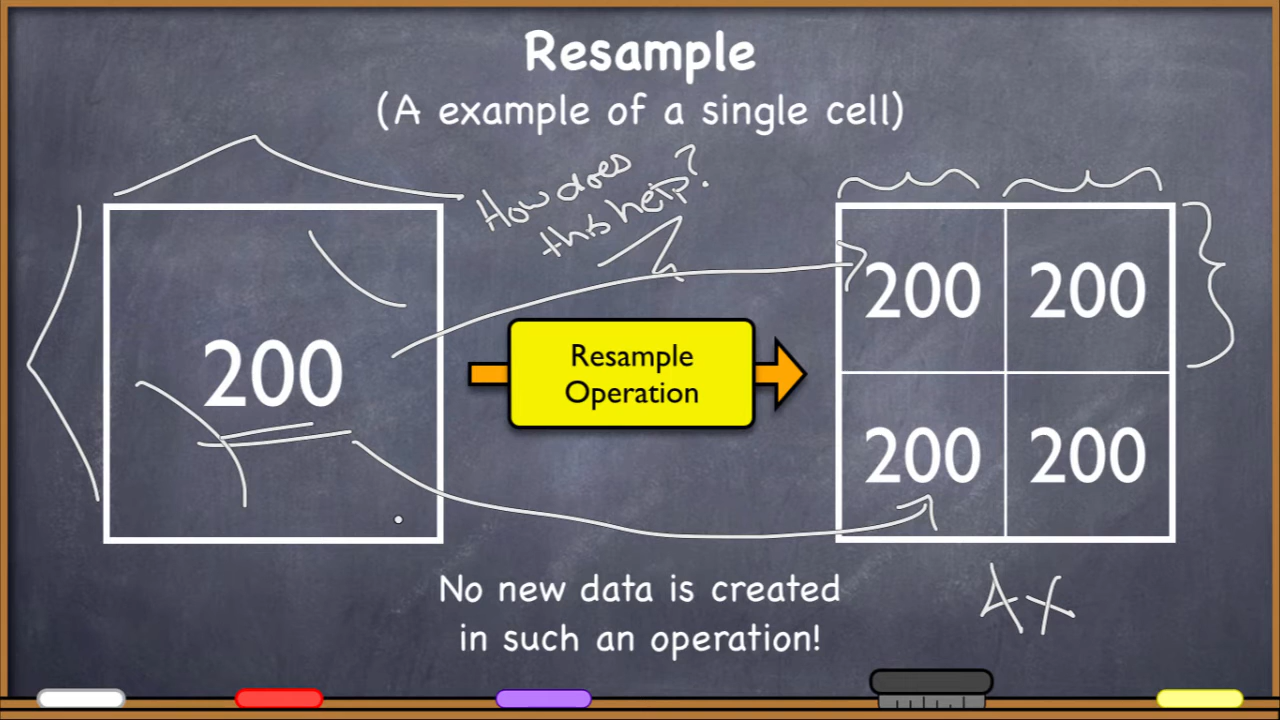 Resample
(A example of a single cell)
How does
this help?
200
Resample
Operation
200 200
200 200
No new data is created
in such an operation!
4x